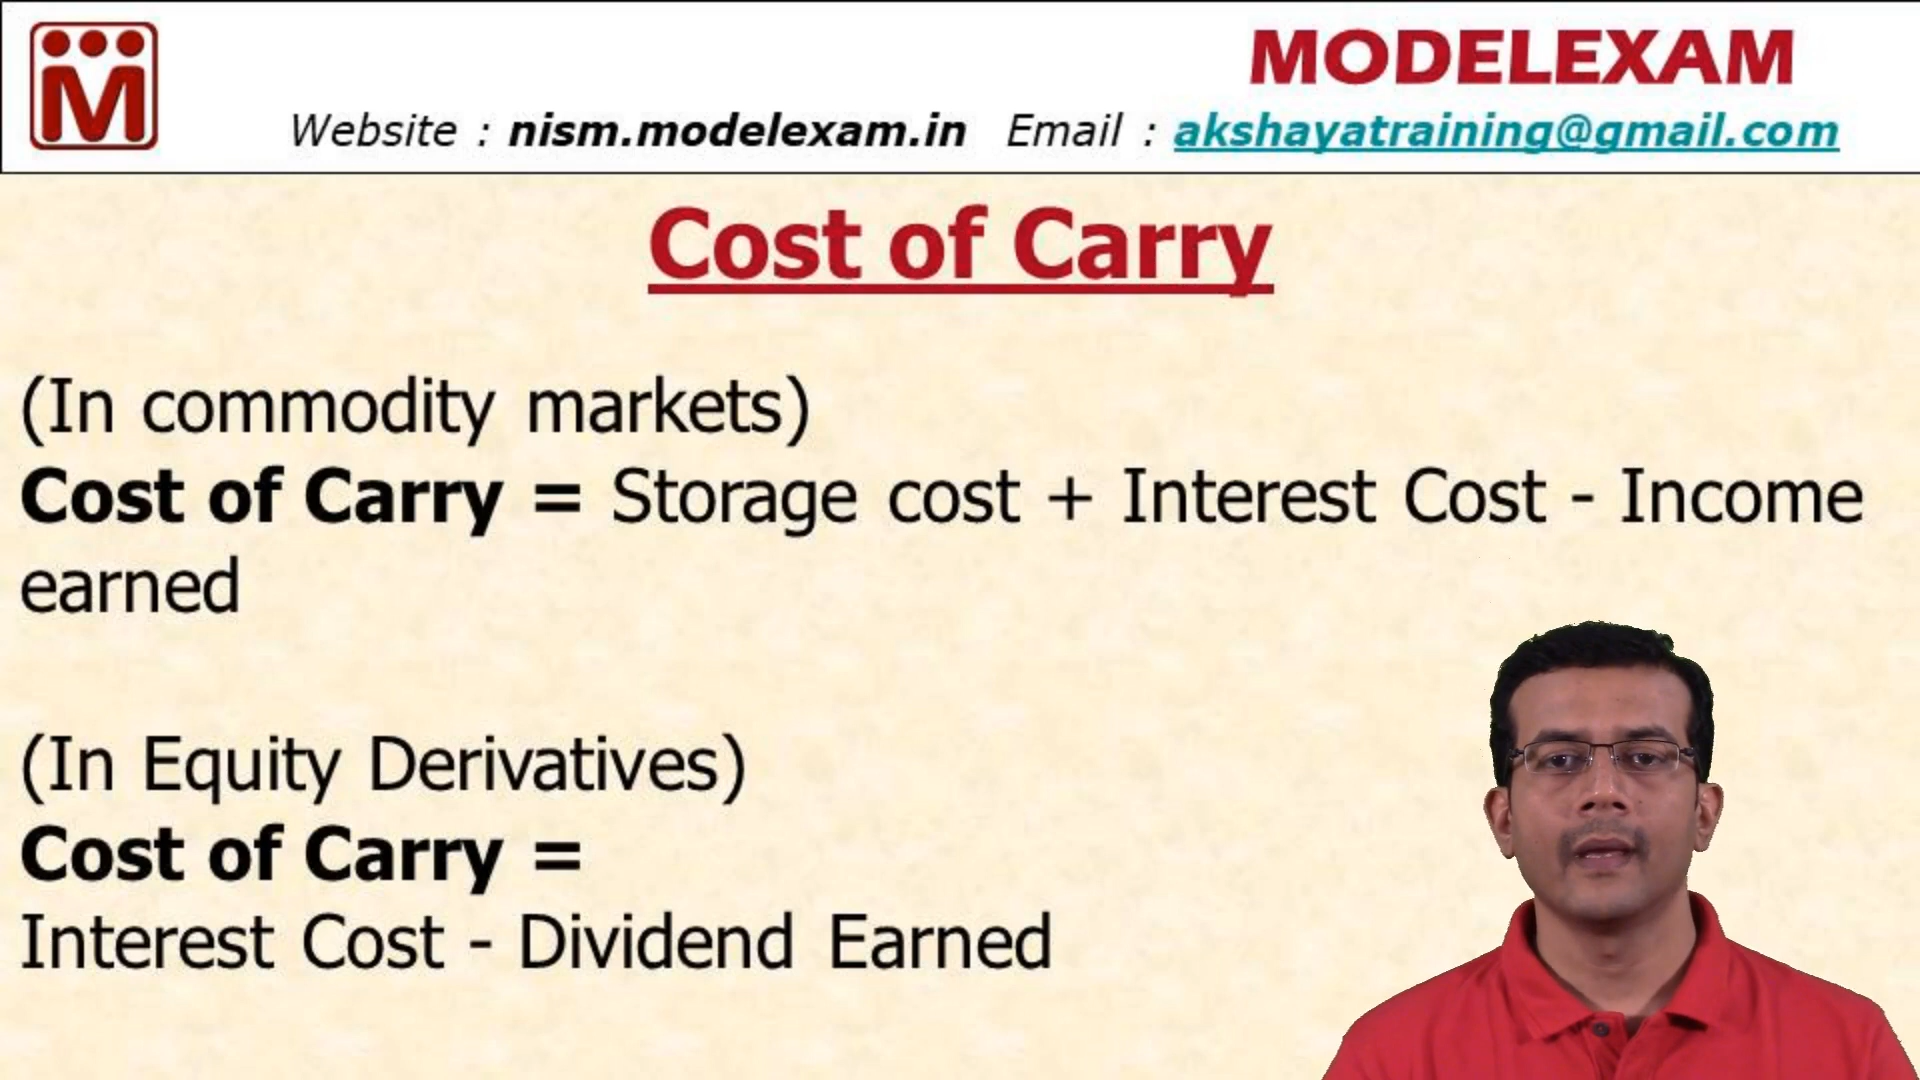 M
MODELEXAM
Website : nism.modelexam.in Email : akshayatraining@gmail.com
Cost of Carry
(In commodity markets)
Cost of Carry = Storage cost + Interest Cost - Income
earned
(In Equity Derivatives)
Cost of Carry =
Interest Cost - Dividend Earned